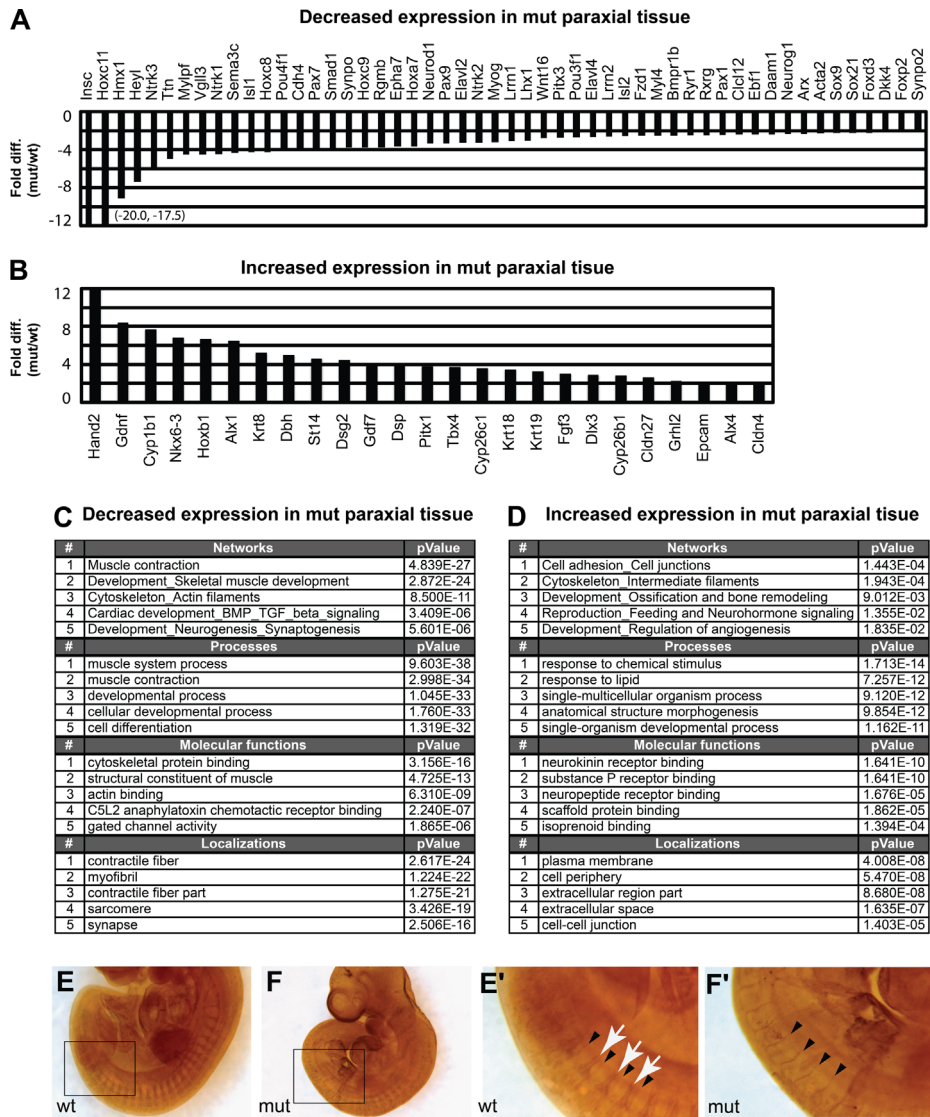 A
Decreased expression in mut paraxial tissue
Insc Hoxc11 Hmx1 Heyl Ntrk3 Ttn Mylpf Vgll3 Ntrk1 Sema3c Isl1 Hoxc8 Pou4f1 Cdh4 Pax7 Smad1 Synpo Hoxc9 Rgmb Epha7 Hoxa7 Neurod1 Pax9 Elavl2 Ntrk2 Myog Lrrn1 Lhx1 Wnt16 Pitx3 Pou3f1 Elavl4 Lrrn2 Isl2 Fzd1 Myl4 Bmpr1b Ryr1 Rxrg Pax1 Cld12 Ebf1 Daam1 Neurog1 Arx Acta2 Sox9 Sox21 Foxd3 Dkk4 Foxp2 Synpo2
Fold diff.
(mut/wt)
0
-4
-8
-12
(-20.0, -17.5)
B
Increased expression in mut paraxial tisue
Fold diff.
(mut/wt)
12
8
4
0
Hand2 Gdnf Cyp1b1 Nkx6-3 Hoxb1 Alx1 Krt8 Dbh St14 Dsg2 Gdf7 Dsp Pitx1 Tbx4 Cyp26c1 Krt18 Krt19 Fgf3 Dlx3 Cyp26b1 Cldn27 Grhl2 Epcam Alx4 Cldn4
C Decreased expression in mut paraxial tissue
# Networks pValue
1 Muscle contraction 4.839E-27
2 Development_Skeletal muscle development 2.872E-24
3 Cytoskeleton_Actin filaments 8.500E-11
4 Cardiac development_BMP_TGF_beta_signaling 3.409E-06
5 Development_Neurogenesis_Synaptogenesis 5.601E-06
# Processes pValue
1 muscle system process 9.603E-38
2 muscle contraction 2.998E-34
3 developmental process 1.045E-33
4 cellular developmental process 1.760E-33
5 cell differentiation 1.319E-32
# Molecular functions pValue
1 cytoskeletal protein binding 3.156E-16
2 structural constituent of muscle 4.725E-13
3 actin binding 6.310E-09
4 C5L2 anaphylatoxin chemotactic receptor binding 2.240E-07
5 gated channel activity 1.865E-06
# Localizations pValue
1 contractile fiber 2.617E-24
2 myofibril 1.224E-22
3 contractile fiber part 1.275E-21
4 sarcomere 3.426E-19
5 synapse 2.506E-16
D Increased expression in mut paraxial tissue
# Networks pValue
1 Cell adhesion_Cell junctions 1.443E-04
2 Cytoskeleton_Intermediate filaments 1.943E-04
3 Development_Ossification and bone remodeling 9.012E-03
4 Reproduction_Feeding and Neurohormone signaling 1.355E-02
5 Development_Regulation of angiogenesis 1.835E-02
# Processes pValue
1 response to chemical stimulus 1.713E-14
2 response to lipid 7.257E-12
3 single-multicellular organism process 9.120E-12
4 anatomical structure morphogenesis 9.854E-12
5 single-organism developmental process 1.162E-11
# Molecular functions pValue
1 neurokinin receptor binding 1.641E-10
2 substance P receptor binding 1.641E-10
3 neuropeptide receptor binding 1.676E-05
4 scaffold protein binding 1.862E-05
5 isoprenoid binding 1.394E-04
# Localizations pValue
1 plasma membrane 4.008E-08
2 cell periphery 5.470E-08
3 extracellular region part 8.680E-08
4 extracellular space 1.635E-07
5 cell-cell junction 1.403E-05
E
wt
F
mut
E'
wt
F'
mut